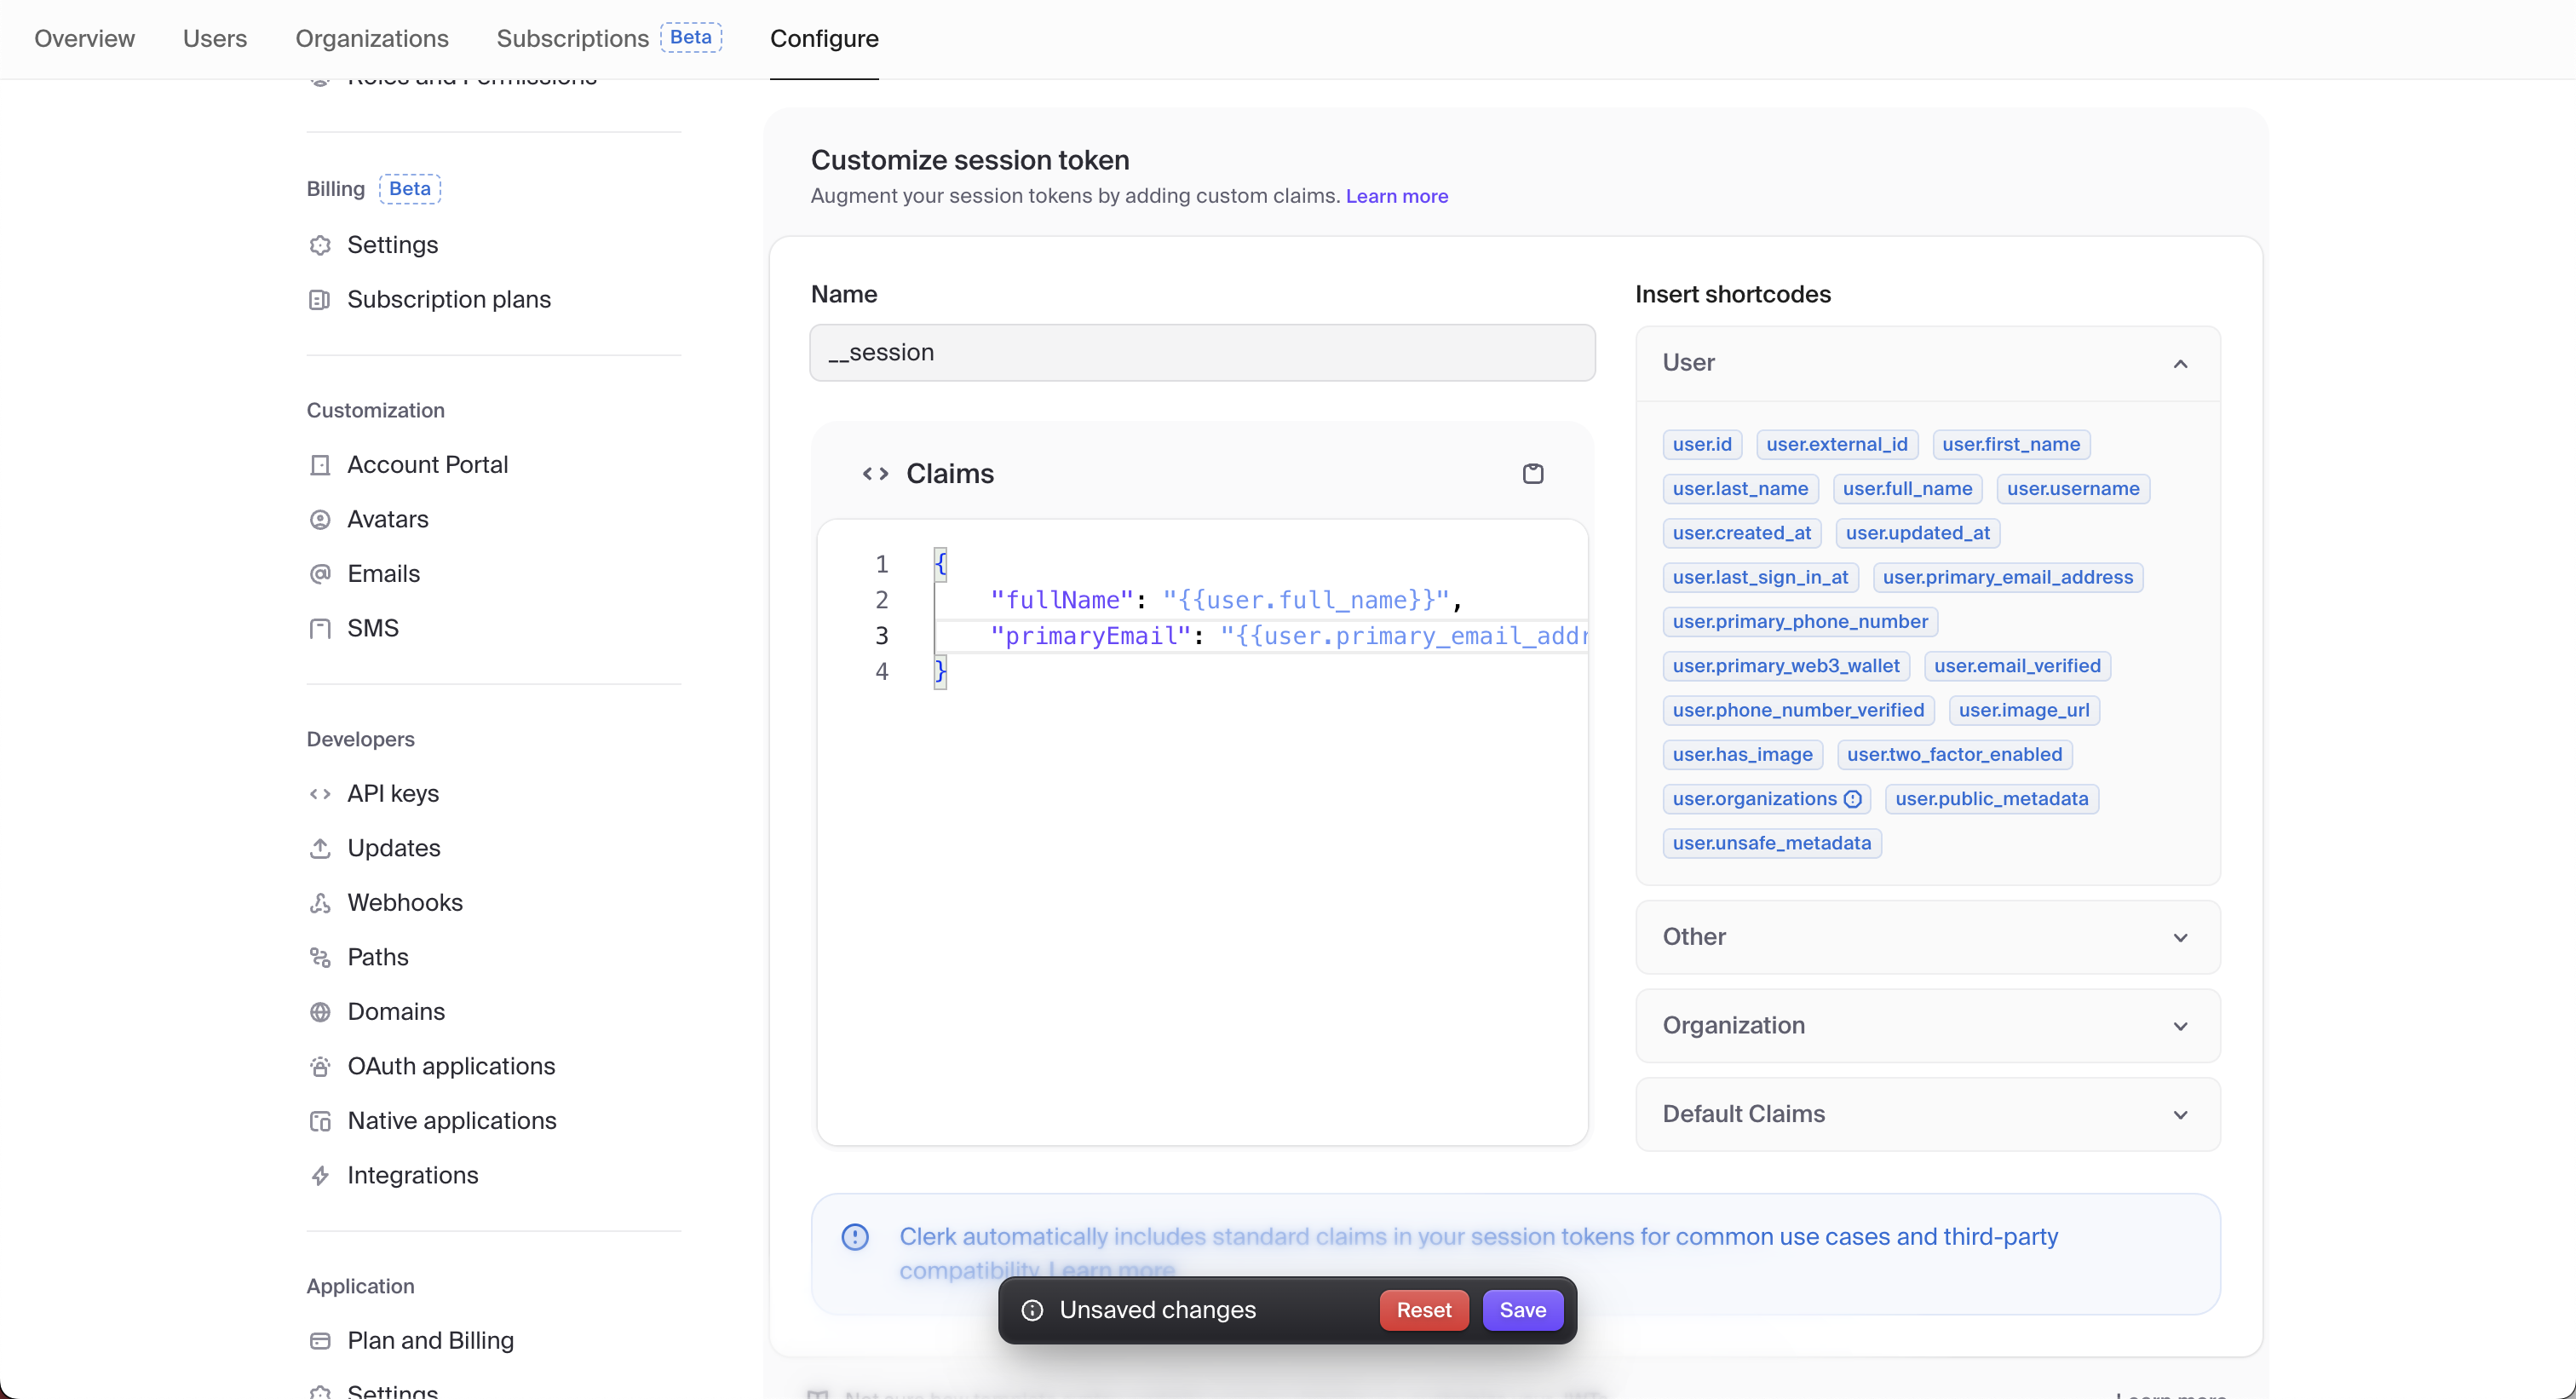 Overview Users Organizations Subscriptions Beta Configure
Roles and Permissions
Billing Beta
Settings
Subscription plans
Customization
Account Portal
Avatars
Emails
SMS
Developers
API keys
Updates
Webhooks
Paths
Domains
OAuth applications
Native applications
Integrations
Application
Plan and Billing
Settings
Customize session token
Augment your session tokens by adding custom claims. Learn more
Name
__session
Claims
1 {
2 "fullName": "{{user.full_name}}",
3 "primaryEmail": "{{user.primary_email_addr
4 }
Insert shortcodes
User
user.id user.external_id user.first_name
user.last_name user.full_name user.username
user.created_at user.updated_at
user.last_sign_in_at user.primary_email_address
user.primary_phone_number
user.primary_web3_wallet user.email_verified
user.phone_number_verified user.image_url
user.has_image user.two_factor_enabled
user.organizations user.public_metadata
user.unsafe_metadata
Other
Organization
Default Claims
Clerk automatically includes standard claims in your session tokens for common use cases and third-party
compatibility. Learn more
Unsaved changes Reset Save
Learn more